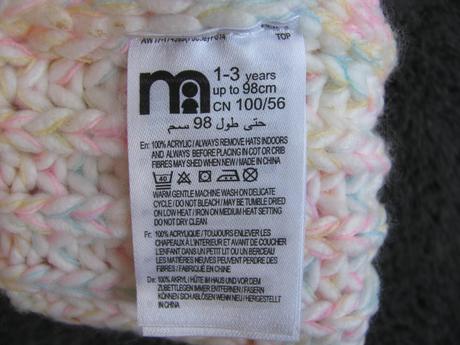 TOP
1-3 years
up to 98cm
CN 100/56
حتى طول 98 سم
En: 100% ACRYLIC / ALWAYS REMOVE HATS INDOORS
AND ALWAYS BEFORE PLACING IN COT OR CRIB
FIBRES MAY SHED WHEN NEW / MADE IN CHINA
40
WARM GENTLE MACHINE WASH ON DELICATE
CYCLE / DO NOT BLEACH / MAY BE TUMBLE DRIED
ON LOW HEAT / IRON ON MEDIUM HEAT SETTING
DO NOT DRY CLEAN
Fr: 100% ACRYLIQUE / TOUJOURS ENLEVER LES
CHAPEAUX À L'INTERIEUR ET AVANT DE COUCHER
L'ENFANT DANS UN PETIT LIT OU UN BERCEAU
LES MATIÈRES NEUVES PEUVENT PERDRE DES
FIBRES / FABRIQUÉ EN CHINE
De: 100% AKRYL / HÜTE IM HAUS UND VOR DEM
ZUBETTLEGEN IMMER ENTFERNEN / FASERN
KÖNNEN SICH ABLÖSEN WENN NEU / HERGESTELLT
IN CHINA